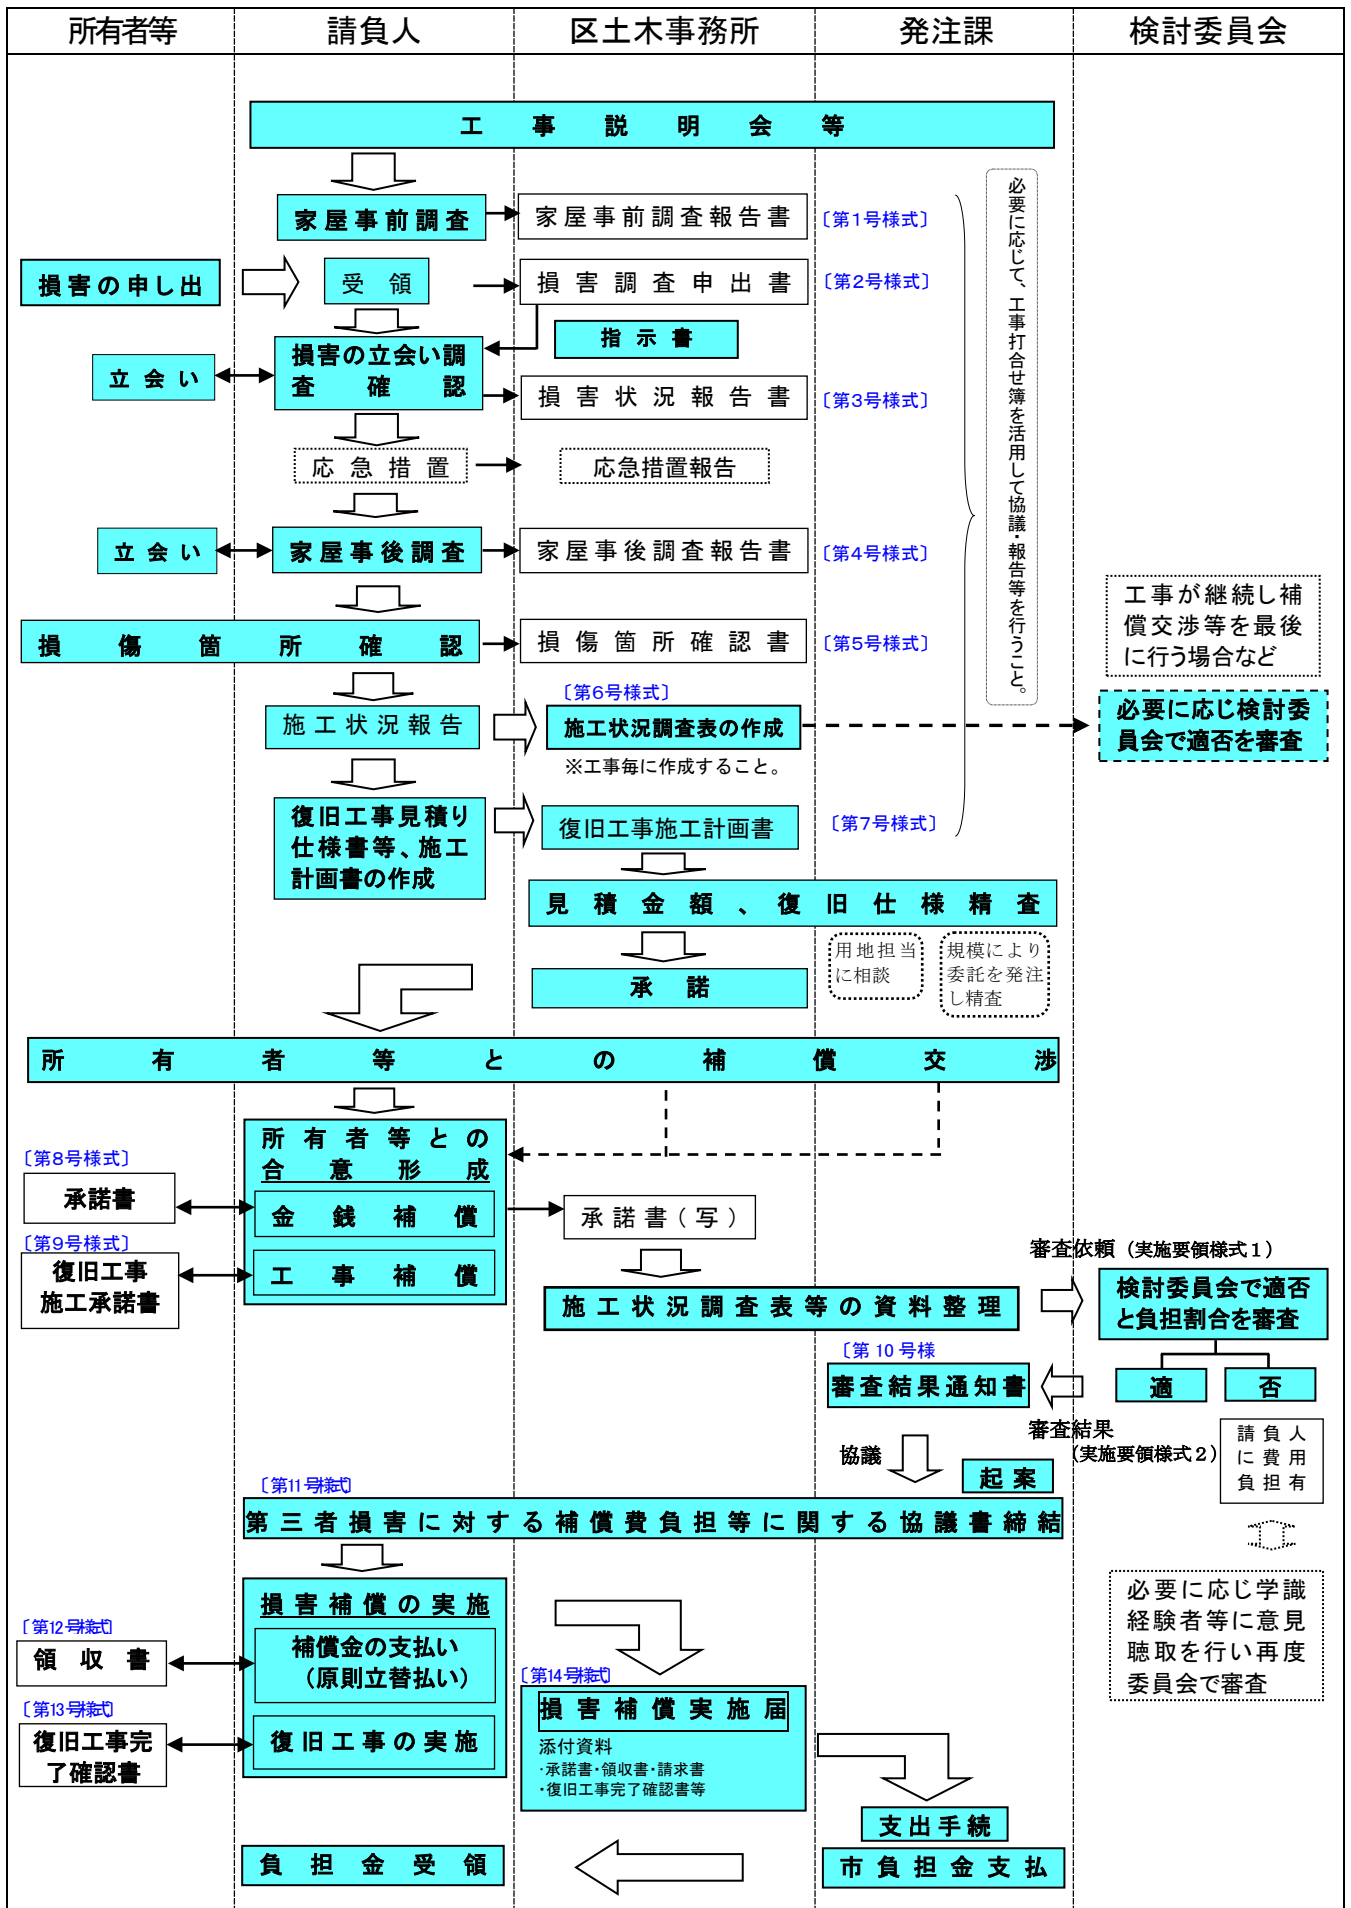 所有者等
請負人
区土木事務所
発注課
検討委員会
工事説明会等
家屋事前調査
家屋事前調査報告書
〔第1号様式〕
必要に応じて、工事打合せ簿を活用して協議・報告等を行うこと。
損害の申し出
受領
損害調査申出書
〔第2号様式〕
指示書
損害の立会い調
査確認
立会い
損害状況報告書
〔第3号様式〕
応急措置
応急措置報告
立会い
家屋事後調査
家屋事後調査報告書
〔第4号様式〕
工事が継続し補
償交渉等を最後
に行う場合など
損傷箇所確認
損傷箇所確認書
〔第5号様式〕
〔第6号様式〕
施工状況報告
施工状況調査表の作成
※工事毎に作成すること。
必要に応じ検討委
員会で適否を審査
復旧工事見積り
仕様書等、施工
計画書の作成
復旧工事施工計画書
〔第7号様式〕
見積金額、復旧仕様精査
用地担当
に相談
規模により
委託を発注
し精査
承諾
所有者等との補償交渉
所有者等との
合意形成
〔第8号様式〕
承諾書
金銭補償
承諾書（写）
〔第9号様式〕
復旧工事
施工承諾書
工事補償
審査依頼（実施要領様式１）
施工状況調査表等の資料整理
検討委員会で適否
と負担割合を審査
〔第 10 号様
審査結果通知書
適
否
審査結果
（実施要領様式２）
請負人
に費用
負担有
協議
起案
〔第11号様式〕
第三者損害に対する補償費負担等に関する協議書締結
損害補償の実施
〔第12号様式〕
領収書
補償金の支払い
（原則立替払い）
必要に応じ学識
経験者等に意見
聴取を行い再度
委員会で審査
〔第14号様式〕
損害補償実施届
添付資料
・承諾書・領収書・請求書
・復旧工事完了確認書等
〔第13号様式〕
復旧工事完
了確認書
復旧工事の実施
支出手続
負担金受領
市負担金支払